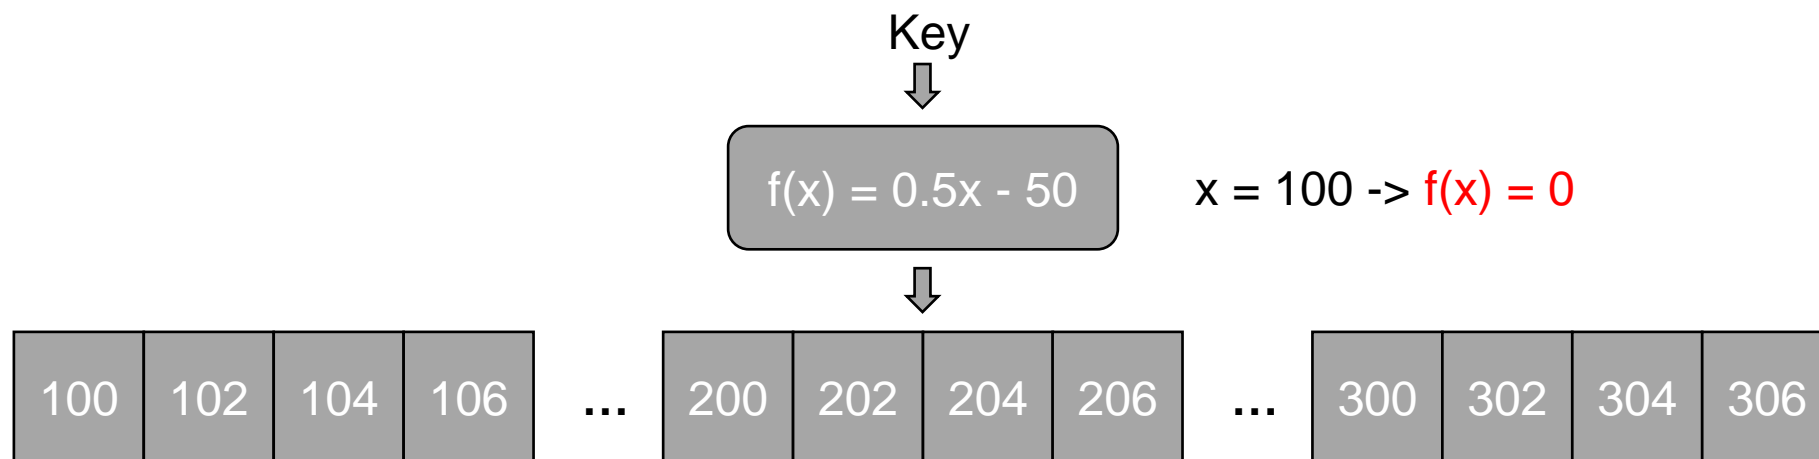 Key
f(x) = 0.5x - 50
x = 100 -> f(x) = 0
100 102 104 106 ... 200 202 204 206 ... 300 302 304 306